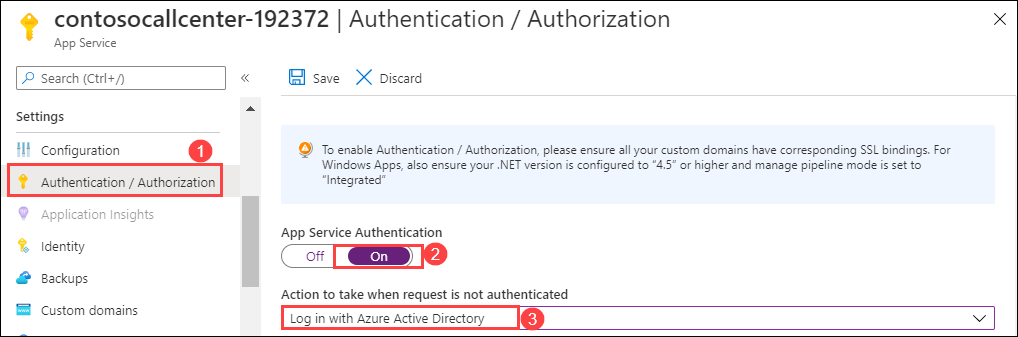 contosocallcenter-192372 | Authentication / Authorization
App Service
Search (Ctrl+/)
«
Save
Discard
Settings
Configuration
1
Authentication / Authorization
Application Insights
Identity
Backups
Custom domains
To enable Authentication / Authorization, please ensure all your custom domains have corresponding SSL bindings. For
Windows Apps, also ensure your .NET version is configured to “4.5” or higher and manage pipeline mode is set to
“Integrated”
App Service Authentication
Off
On
2
Action to take when request is not authenticated
Log in with Azure Active Directory
3